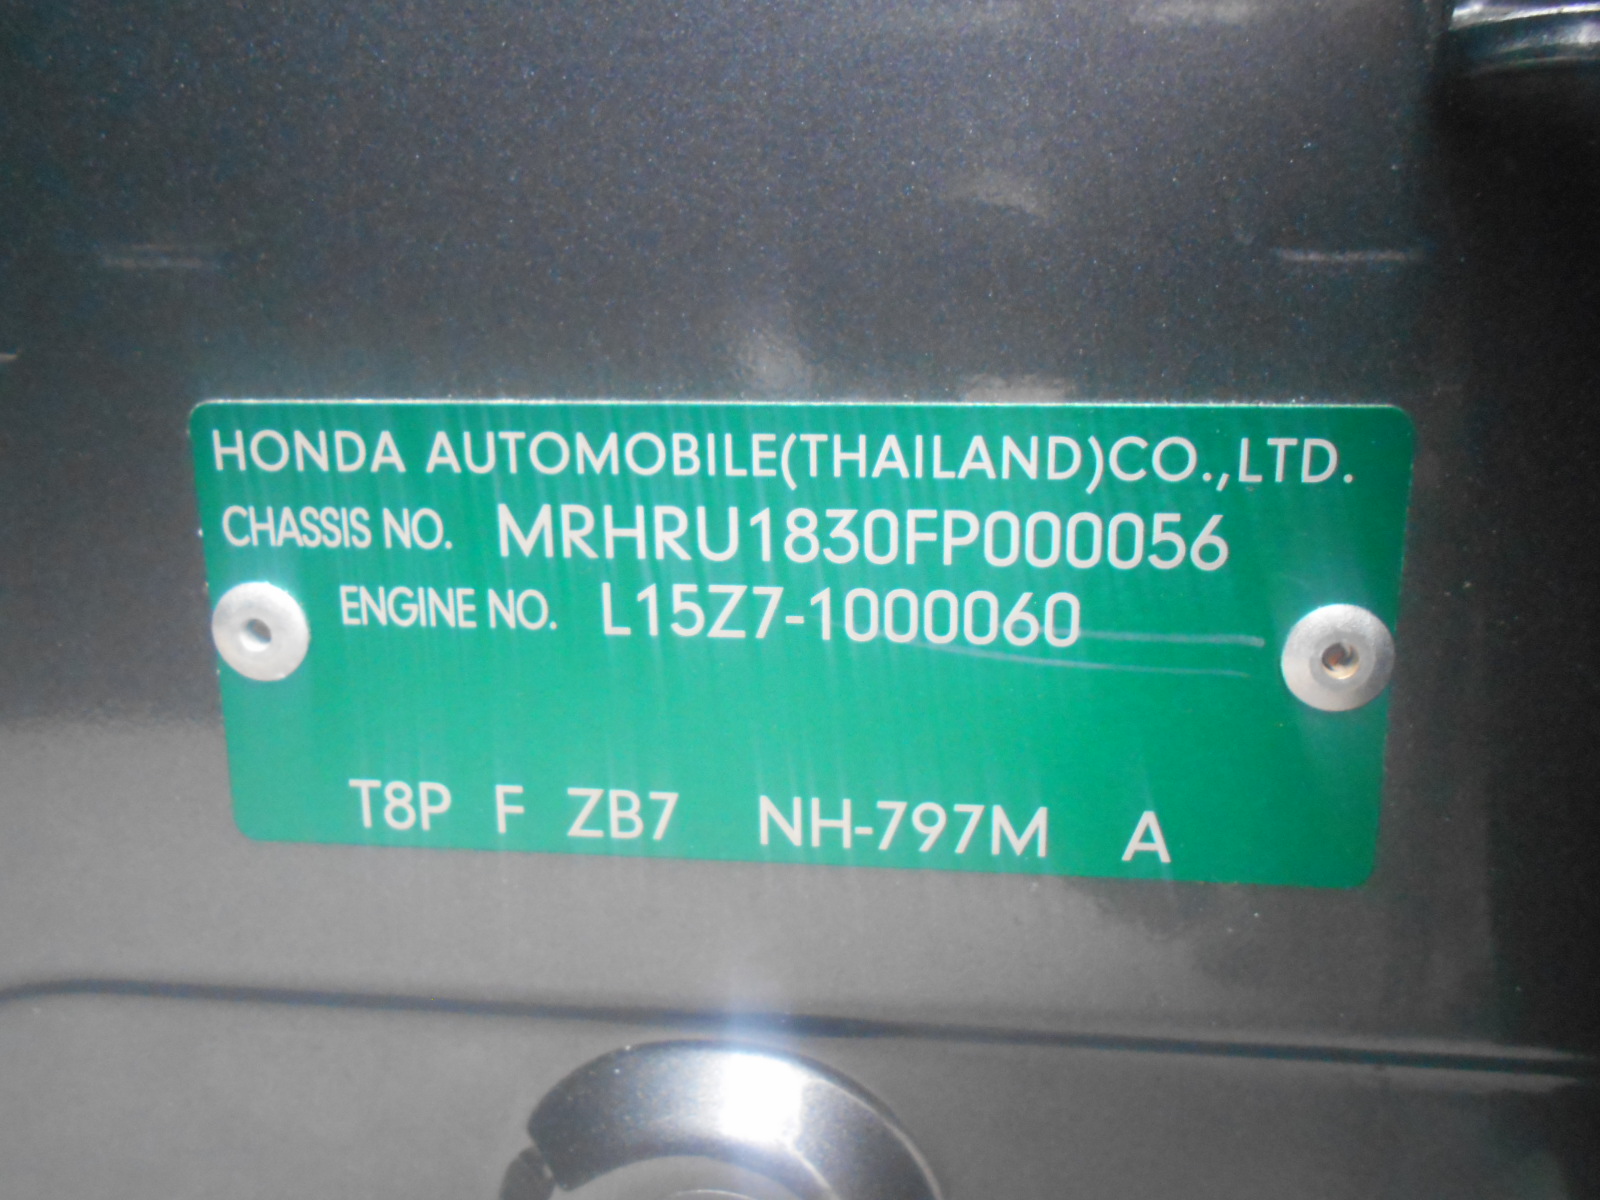 HONDA AUTOMOBILE(THAILAND)CO.,LTD.
CHASSIS NO. MRHRU1830FP000056
ENGINE NO. L15Z7-1000060
T8P F ZB7 NH-797M A